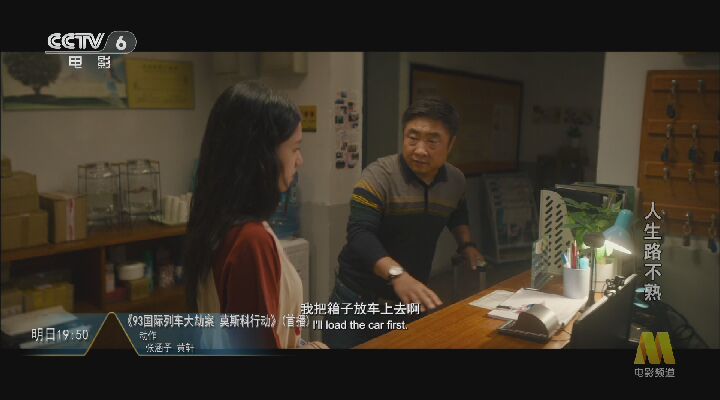 CCTV 6
电影
人生路不熟
我把箱子放车上去啊
I'll load the car first.
明日19:50
《93国际列车大劫案 莫斯科行动》(首播)
动作
张涵予 黄轩
电影频道